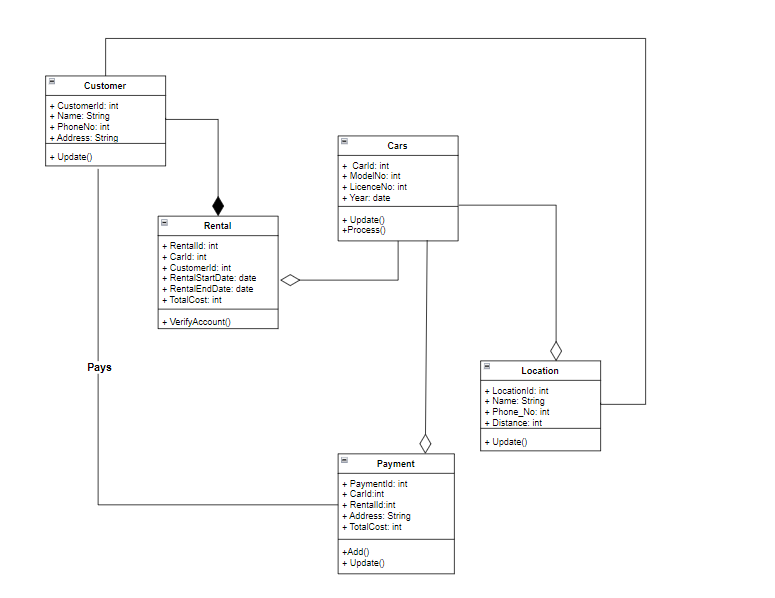 Customer
+ CustomerId: int
+ Name: String
+ PhoneNo: int
+ Address: String
+ Update()
Cars
+  CarId: int
+ ModelNo: int
+ LicenceNo: int
+ Year: date
+ Update()
+Process()
Rental
+ RentalId: int
+ CarId: int
+ CustomerId: int
+ RentalStartDate: date
+ RentalEndDate: date
+ TotalCost: int
+ VerifyAccount()
Pays
Location
+ LocationId: int
+ Name: String
+ Phone_No: int
+ Distance: int
+ Update()
Payment
+ PaymentId: int
+ CarId:int
+ RentalId:int
+ Address: String
+ TotalCost: int
+Add()
+ Update()